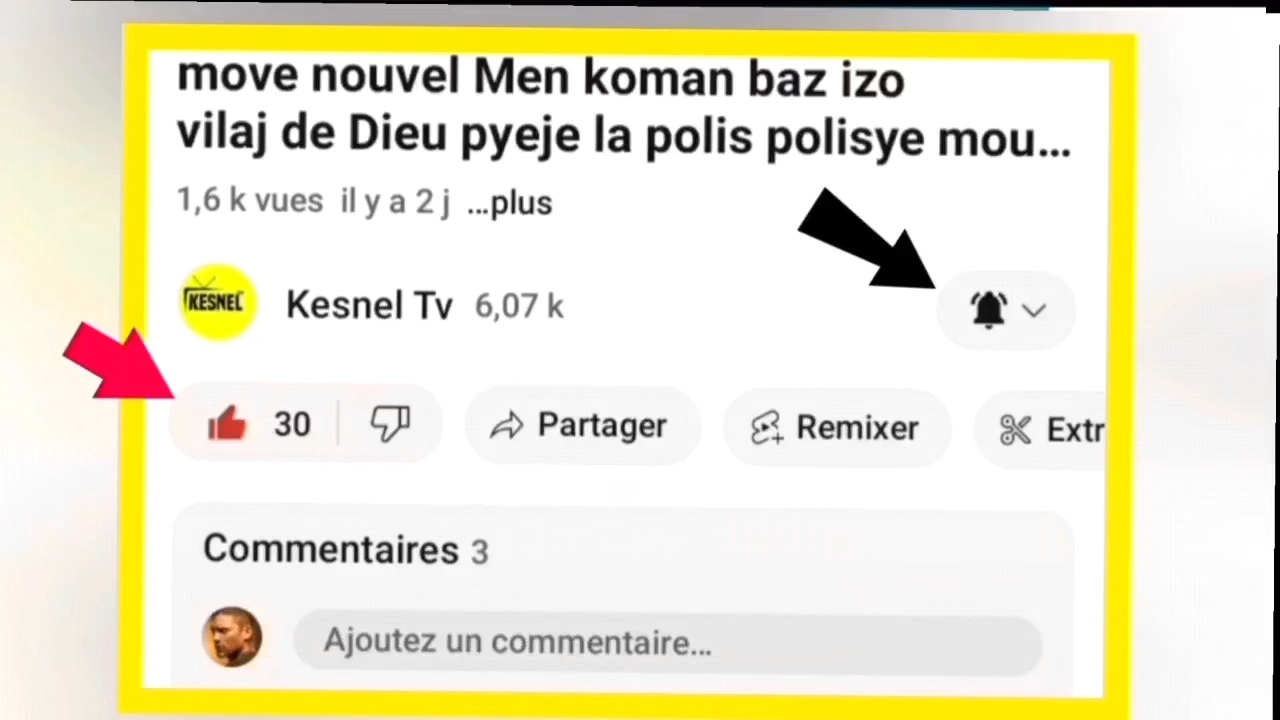 move nouvel Men koman baz izo
vilaj de Dieu pyeje la polis polisye mou...
1,6 k vues il y a 2 j ...plus
KESNEL
Kesnel Tv 6,07 k
30 Partager Remixer Extr
Commentaires 3
Ajoutez un commentaire...